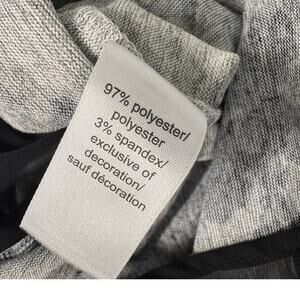 97% polyester/
polyester
3% spandex/
exclusive of
decoration/
sauf décoration